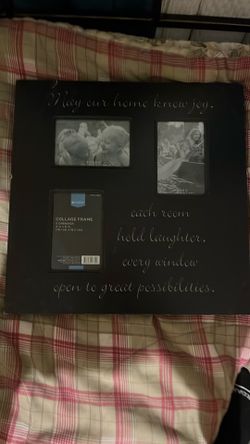 May our home know joy,
each room
hold laughter,
every window
open to great possibilities.
COLLAGE FRAME